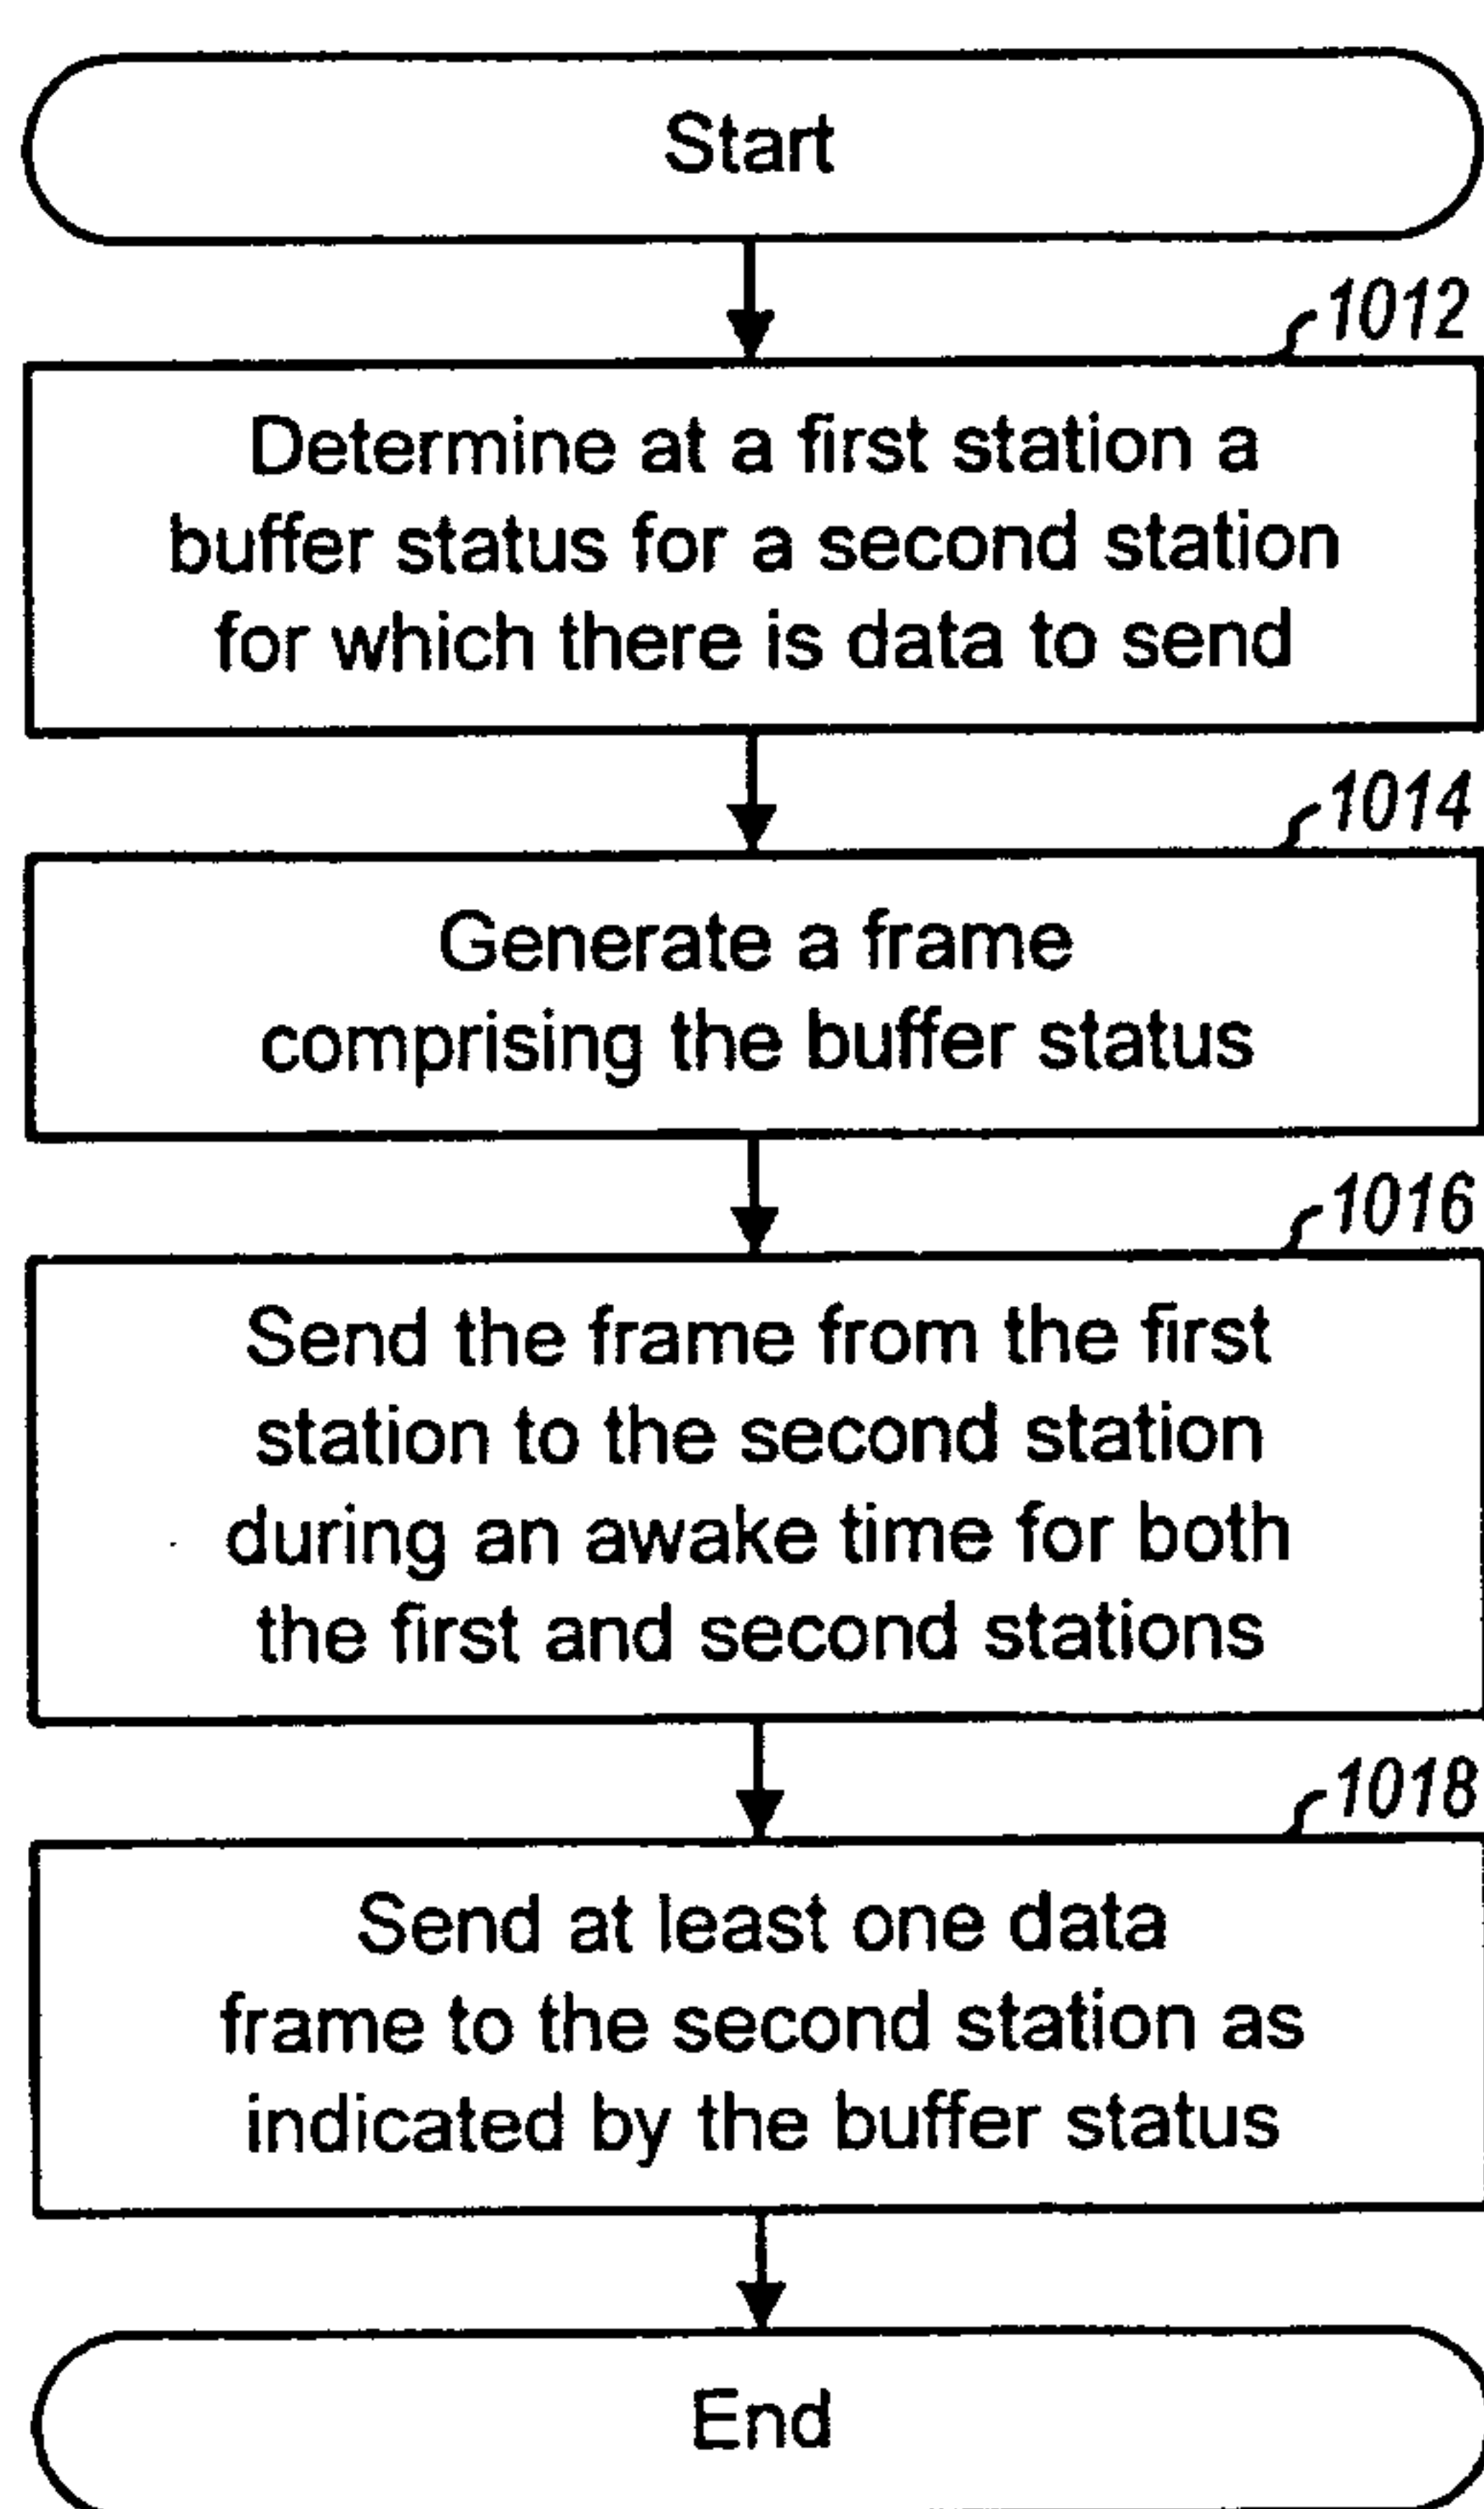 Start
1012
Determine at a first station a
buffer status for a second station
for which there is data to send
1014
Generate a frame
comprising the buffer status
1016
Send the frame from the first
station to the second station
during an awake time for both
the first and second stations
1018
Send at least one data
frame to the second station as
indicated by the buffer status
End